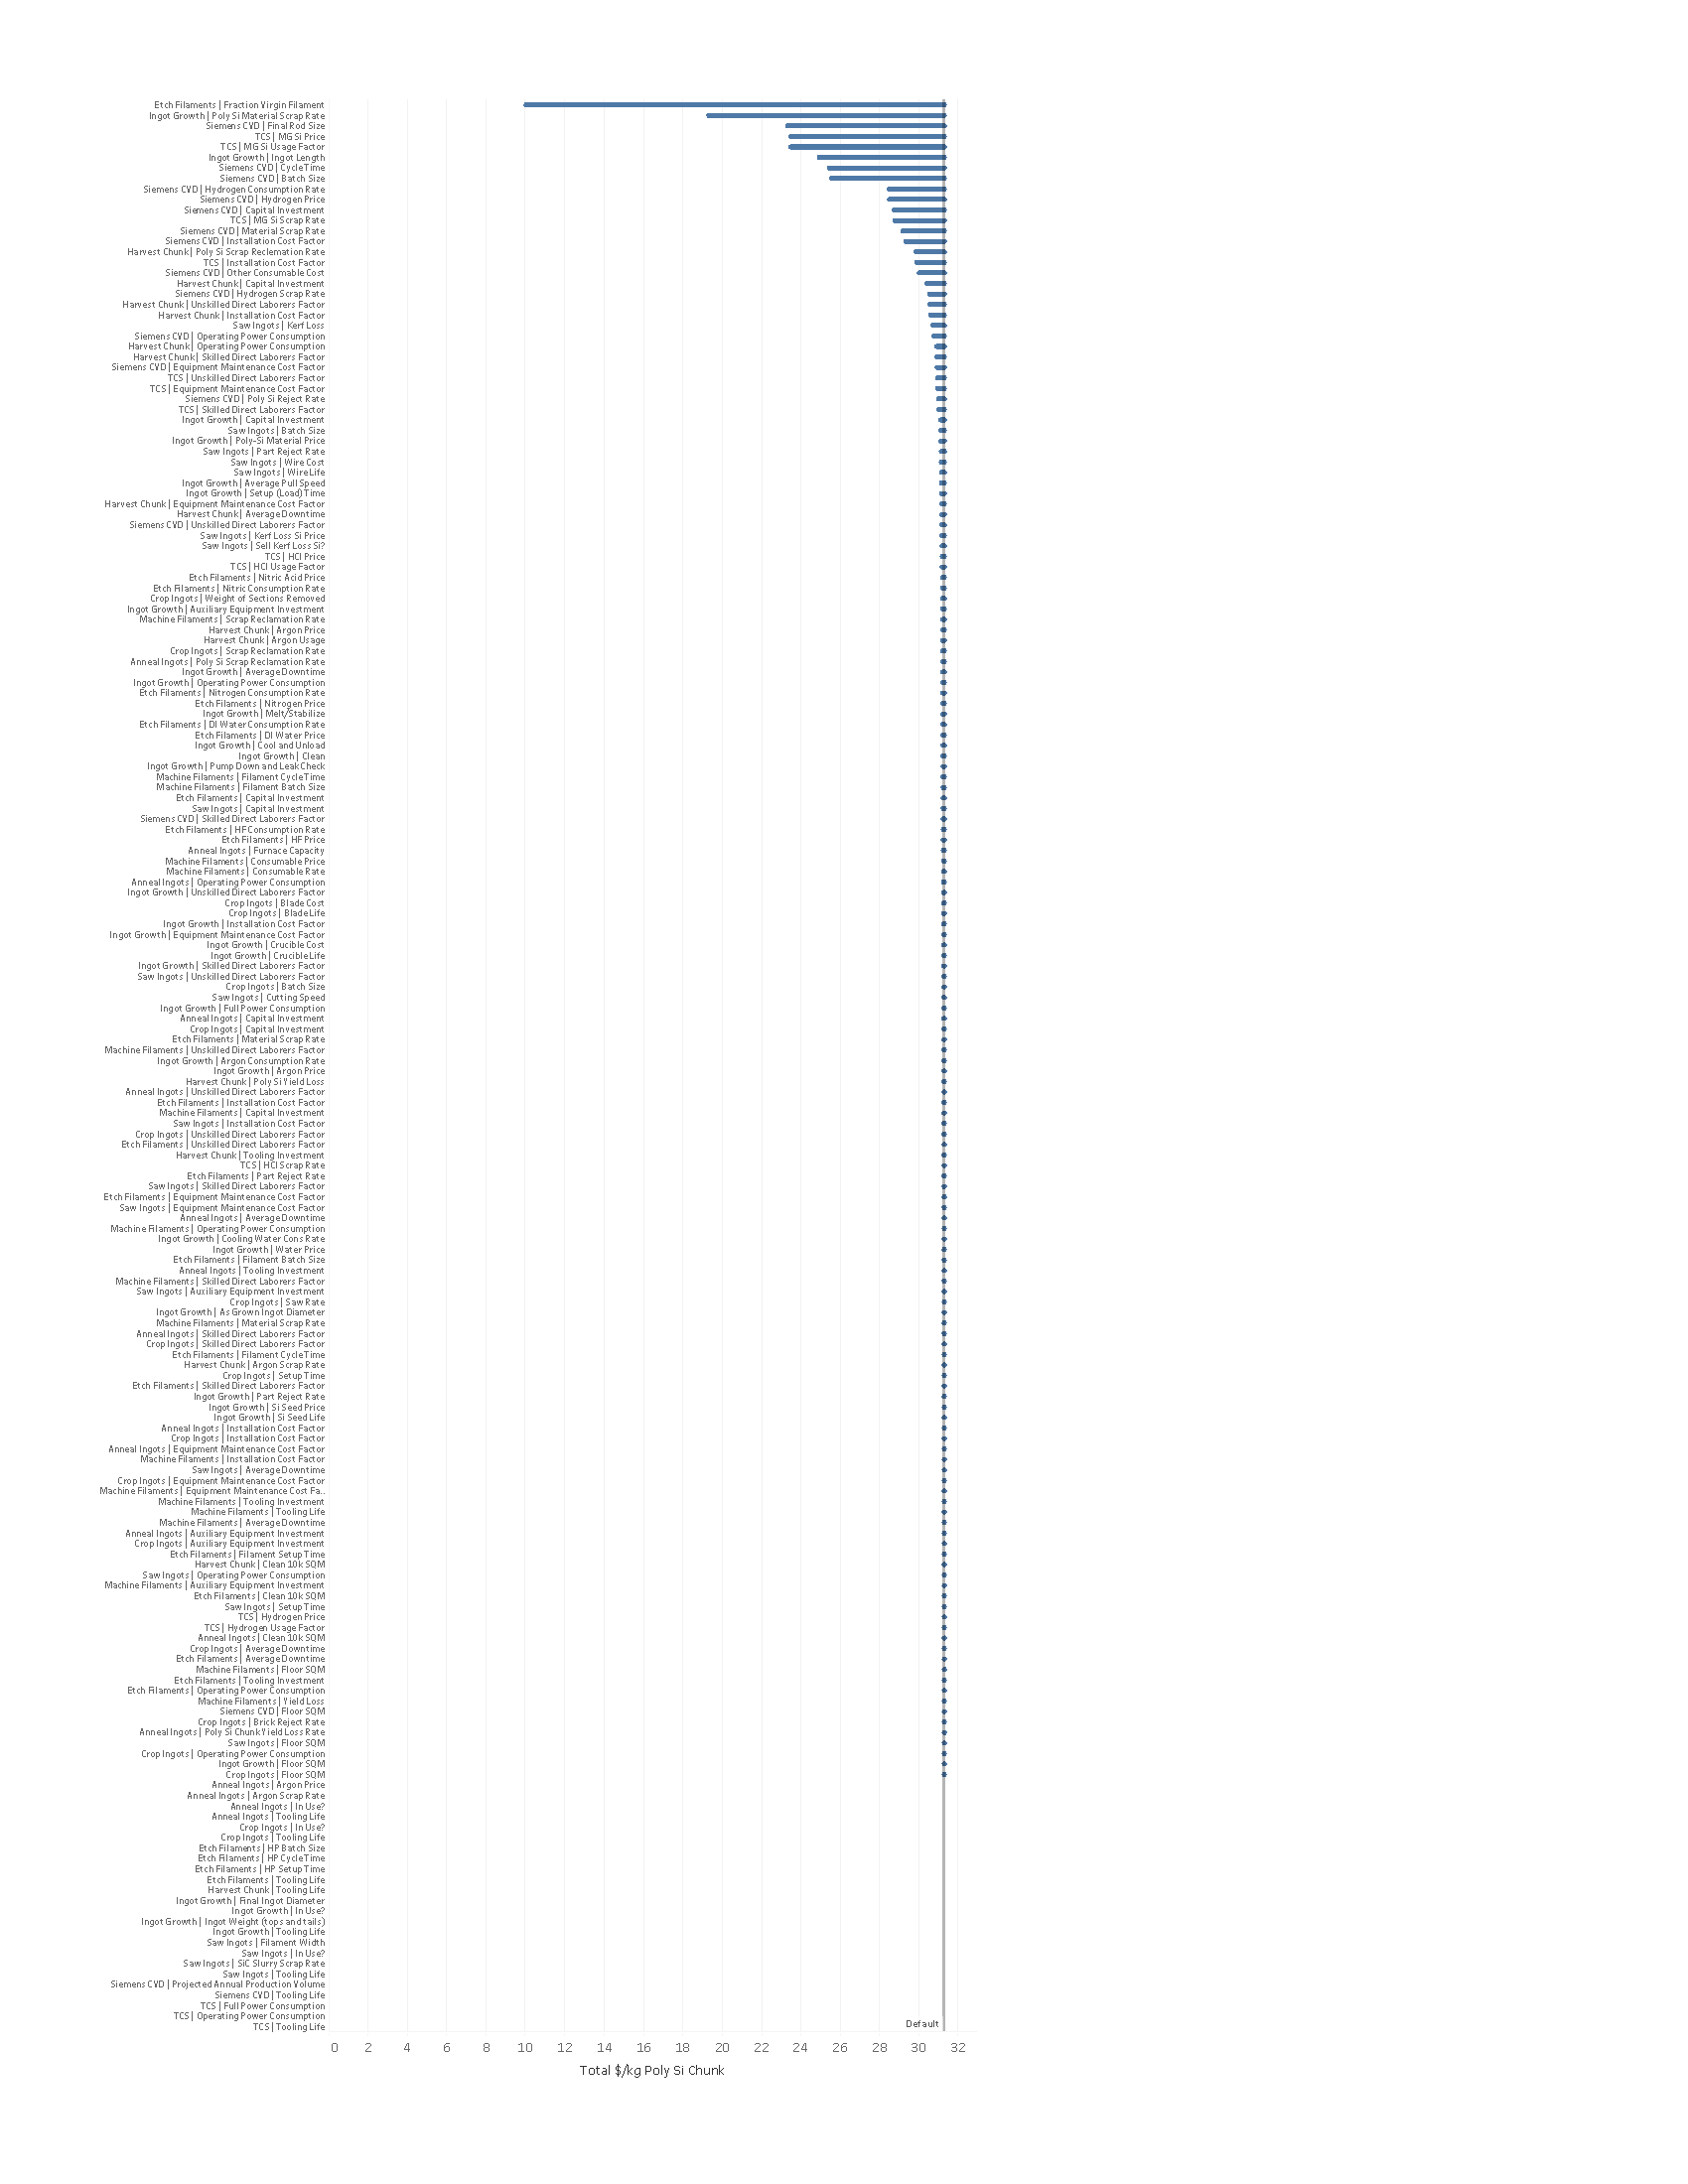 Etch Filaments | Fraction Virgin Filament
Ingot Growth | Poly Si Material Scrap Rate
Siemens CVD | Final Rod Size
TCS | MG Si Price
TCS | MG Si Usage Factor
Ingot Growth | Ingot Length
Siemens CVD | Cycle Time
Siemens CVD | Batch Size
Siemens CVD | Hydrogen Consumption Rate
Siemens CVD | Hydrogen Price
Siemens CVD | Capital Investment
TCS | MG Si Scrap Rate
Siemens CVD | Material Scrap Rate
Siemens CVD | Installation Cost Factor
Harvest Chunk | Poly Si Scrap Reclemation Rate
TCS | Installation Cost Factor
Siemens CVD | Other Consumable Cost
Harvest Chunk | Capital Investment
Siemens CVD | Hydrogen Scrap Rate
Harvest Chunk | Unskilled Direct Laborers Factor
Harvest Chunk | Installation Cost Factor
Saw Ingots | Kerf Loss
Siemens CVD | Operating Power Consumption
Harvest Chunk | Operating Power Consumption
Harvest Chunk | Skilled Direct Laborers Factor
Siemens CVD | Equipment Maintenance Cost Factor
TCS | Unskilled Direct Laborers Factor
TCS | Equipment Maintenance Cost Factor
Siemens CVD | Poly Si Reject Rate
TCS | Skilled Direct Laborers Factor
Ingot Growth | Capital Investment
Saw Ingots | Batch Size
Ingot Growth | Poly-Si Material Price
Saw Ingots | Part Reject Rate
Saw Ingots | Wire Cost
Saw Ingots | Wire Life
Ingot Growth | Average Pull Speed
Ingot Growth | Setup (Load) Time
Harvest Chunk | Equipment Maintenance Cost Factor
Harvest Chunk | Average Downtime
Siemens CVD | Unskilled Direct Laborers Factor
Saw Ingots | Kerf Loss Si Price
Saw Ingots | Sell Kerf Loss Si?
TCS | HCl Price
TCS | HCl Usage Factor
Etch Filaments | Nitric Acid Price
Etch Filaments | Nitric Consumption Rate
Crop Ingots | Weight of Sections Removed
Ingot Growth | Auxiliary Equipment Investment
Machine Filaments | Scrap Reclamation Rate
Harvest Chunk | Argon Price
Harvest Chunk | Argon Usage
Crop Ingots | Scrap Reclamation Rate
Anneal Ingots | Poly Si Scrap Reclamation Rate
Ingot Growth | Average Downtime
Ingot Growth | Operating Power Consumption
Etch Filaments | Nitrogen Consumption Rate
Etch Filaments | Nitrogen Price
Ingot Growth | Melt/Stabilize
Etch Filaments | DI Water Consumption Rate
Etch Filaments | DI Water Price
Ingot Growth | Cool and Unload
Ingot Growth | Clean
Ingot Growth | Pump Down and Leak Check
Machine Filaments | Filament Cycle Time
Machine Filaments | Filament Batch Size
Etch Filaments | Capital Investment
Saw Ingots | Capital Investment
Siemens CVD | Skilled Direct Laborers Factor
Etch Filaments | HF Consumption Rate
Etch Filaments | HF Price
Anneal Ingots | Furnace Capacity
Machine Filaments | Consumable Price
Machine Filaments | Consumable Rate
Anneal Ingots | Operating Power Consumption
Ingot Growth | Unskilled Direct Laborers Factor
Crop Ingots | Blade Cost
Crop Ingots | Blade Life
Ingot Growth | Installation Cost Factor
Ingot Growth | Equipment Maintenance Cost Factor
Ingot Growth | Crucible Cost
Ingot Growth | Crucible Life
Ingot Growth | Skilled Direct Laborers Factor
Saw Ingots | Unskilled Direct Laborers Factor
Crop Ingots | Batch Size
Saw Ingots | Cutting Speed
Ingot Growth | Full Power Consumption
Anneal Ingots | Capital Investment
Crop Ingots | Capital Investment
Etch Filaments | Material Scrap Rate
Machine Filaments | Unskilled Direct Laborers Factor
Ingot Growth | Argon Consumption Rate
Ingot Growth | Argon Price
Harvest Chunk | Poly Si Yield Loss
Anneal Ingots | Unskilled Direct Laborers Factor
Etch Filaments | Installation Cost Factor
Machine Filaments | Capital Investment
Saw Ingots | Installation Cost Factor
Crop Ingots | Unskilled Direct Laborers Factor
Etch Filaments | Unskilled Direct Laborers Factor
Harvest Chunk | Tooling Investment
TCS | HCl Scrap Rate
Etch Filaments | Part Reject Rate
Saw Ingots | Skilled Direct Laborers Factor
Etch Filaments | Equipment Maintenance Cost Factor
Saw Ingots | Equipment Maintenance Cost Factor
Anneal Ingots | Average Downtime
Machine Filaments | Operating Power Consumption
Ingot Growth | Cooling Water Cons Rate
Ingot Growth | Water Price
Etch Filaments | Filament Batch Size
Anneal Ingots | Tooling Investment
Machine Filaments | Skilled Direct Laborers Factor
Saw Ingots | Auxiliary Equipment Investment
Crop Ingots | Saw Rate
Ingot Growth | As Grown Ingot Diameter
Machine Filaments | Material Scrap Rate
Anneal Ingots | Skilled Direct Laborers Factor
Crop Ingots | Skilled Direct Laborers Factor
Etch Filaments | Filament Cycle Time
Harvest Chunk | Argon Scrap Rate
Crop Ingots | Setup Time
Etch Filaments | Skilled Direct Laborers Factor
Ingot Growth | Part Reject Rate
Ingot Growth | Si Seed Price
Ingot Growth | Si Seed Life
Anneal Ingots | Installation Cost Factor
Crop Ingots | Installation Cost Factor
Anneal Ingots | Equipment Maintenance Cost Factor
Machine Filaments | Installation Cost Factor
Saw Ingots | Average Downtime
Crop Ingots | Equipment Maintenance Cost Factor
Machine Filaments | Equipment Maintenance Cost Fa..
Machine Filaments | Tooling Investment
Machine Filaments | Tooling Life
Machine Filaments | Average Downtime
Anneal Ingots | Auxiliary Equipment Investment
Crop Ingots | Auxiliary Equipment Investment
Etch Filaments | Filament Setup Time
Harvest Chunk | Clean 10k SQM
Saw Ingots | Operating Power Consumption
Machine Filaments | Auxiliary Equipment Investment
Etch Filaments | Clean 10k SQM
Saw Ingots | Setup Time
TCS | Hydrogen Price
TCS | Hydrogen Usage Factor
Anneal Ingots | Clean 10k SQM
Crop Ingots | Average Downtime
Etch Filaments | Average Downtime
Machine Filaments | Floor SQM
Etch Filaments | Tooling Investment
Etch Filaments | Operating Power Consumption
Machine Filaments | Yield Loss
Siemens CVD | Floor SQM
Crop Ingots | Brick Reject Rate
Anneal Ingots | Poly Si Chunk Yield Loss Rate
Saw Ingots | Floor SQM
Crop Ingots | Operating Power Consumption
Ingot Growth | Floor SQM
Crop Ingots | Floor SQM
Anneal Ingots | Argon Price
Anneal Ingots | Argon Scrap Rate
Anneal Ingots | In Use?
Anneal Ingots | Tooling Life
Crop Ingots | In Use?
Crop Ingots | Tooling Life
Etch Filaments | HP Batch Size
Etch Filaments | HP Cycle Time
Etch Filaments | HP Setup Time
Etch Filaments | Tooling Life
Harvest Chunk | Tooling Life
Ingot Growth | Final Ingot Diameter
Ingot Growth | In Use?
Ingot Growth | Ingot Weight (tops and tails)
Ingot Growth | Tooling Life
Saw Ingots | Filament Width
Saw Ingots | In Use?
Saw Ingots | SiC Slurry Scrap Rate
Saw Ingots | Tooling Life
Siemens CVD | Projected Annual Production Volume
Siemens CVD | Tooling Life
TCS | Full Power Consumption
TCS | Operating Power Consumption
TCS | Tooling Life
Default
0 2 4 6 8 10 12 14 16 18 20 22 24 26 28 30 32
Total $/kg Poly Si Chunk